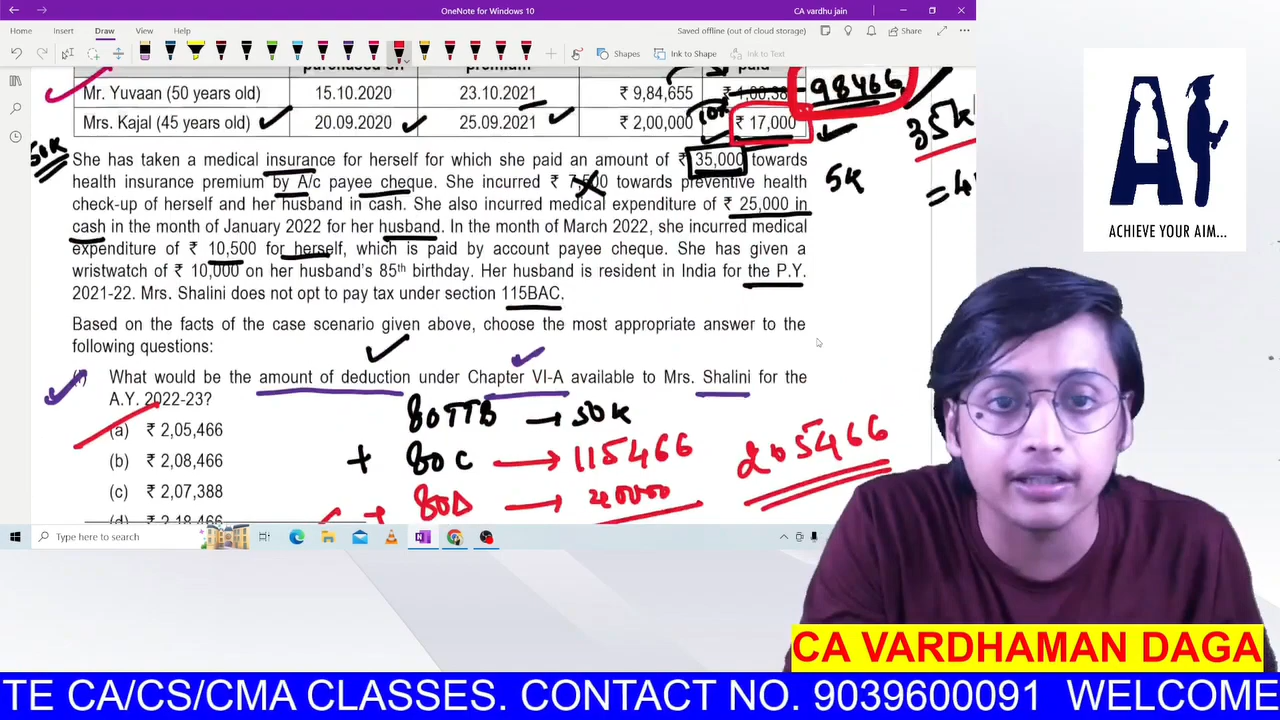 OneNote for Windows 10
CA vardhu jain
Home Insert Draw View Help
Saved offline (out of cloud storage)
Share
Shapes
Ink to Shape
Ink to Text
purchased on premium paid
Mr. Yuvaan (50 years old) 15.10.2020 23.10.2021 ₹ 9,84,655 98466
Mrs. Kajal (45 years old) 20.09.2020 25.09.2021 ₹ 2,00,000 10% ₹ 17,000
35K
50K
She has taken a medical insurance for herself for which she paid an amount of ₹ 35,000 towards
health insurance premium by A/c payee cheque. She incurred ₹ 7,500 towards preventive health
5K
check-up of herself and her husband in cash. She also incurred medical expenditure of ₹ 25,000 in
cash in the month of January 2022 for her husband. In the month of March 2022, she incurred medical
expenditure of ₹ 10,500 for herself, which is paid by account payee cheque. She has given a
wristwatch of ₹ 10,000 on her husband's 85th birthday. Her husband is resident in India for the P.Y.
2021-22. Mrs. Shalini does not opt to pay tax under section 115BAC.
Based on the facts of the case scenario given above, choose the most appropriate answer to the
following questions:
What would be the amount of deduction under Chapter VI-A available to Mrs. Shalini for the
A.Y. 2022-23?
80TTB → 50K
(a) ₹ 2,05,466
+ 80C → 115466
205466
(b) ₹ 2,08,466
(c) ₹ 2,07,388
+ 80D → 40000
(d) ₹ 2,18,466
Type here to search
AI
ACHIEVE YOUR AIM...
CA VARDHAMAN DAGA
TE CA/CS/CMA CLASSES. CONTACT NO. 9039600091 WELCOME